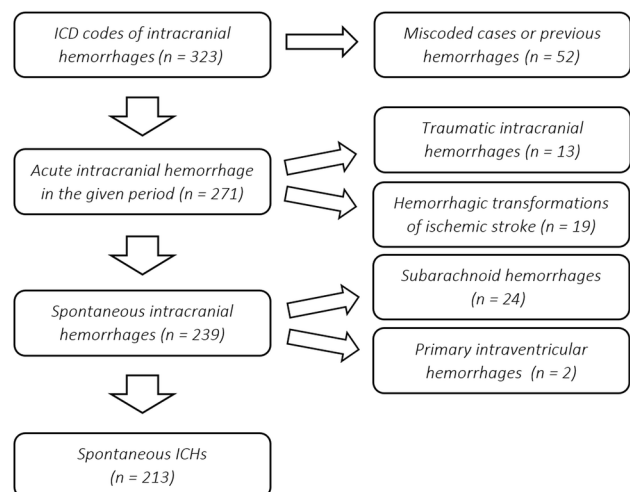 ICD codes of intracranial
hemorrhages (n = 323)
Miscoded cases or previous
hemorrhages (n = 52)
Traumatic intracranial
hemorrhages (n = 13)
Acute intracranial hemorrhage
in the given period (n = 271)
Hemorrhagic transformations
of ischemic stroke (n = 19)
Subarachnoid hemorrhages
(n = 24)
Spontaneous intracranial
hemorrhages (n = 239)
Primary intraventricular
hemorrhages (n = 2)
Spontaneous ICHs
(n = 213)